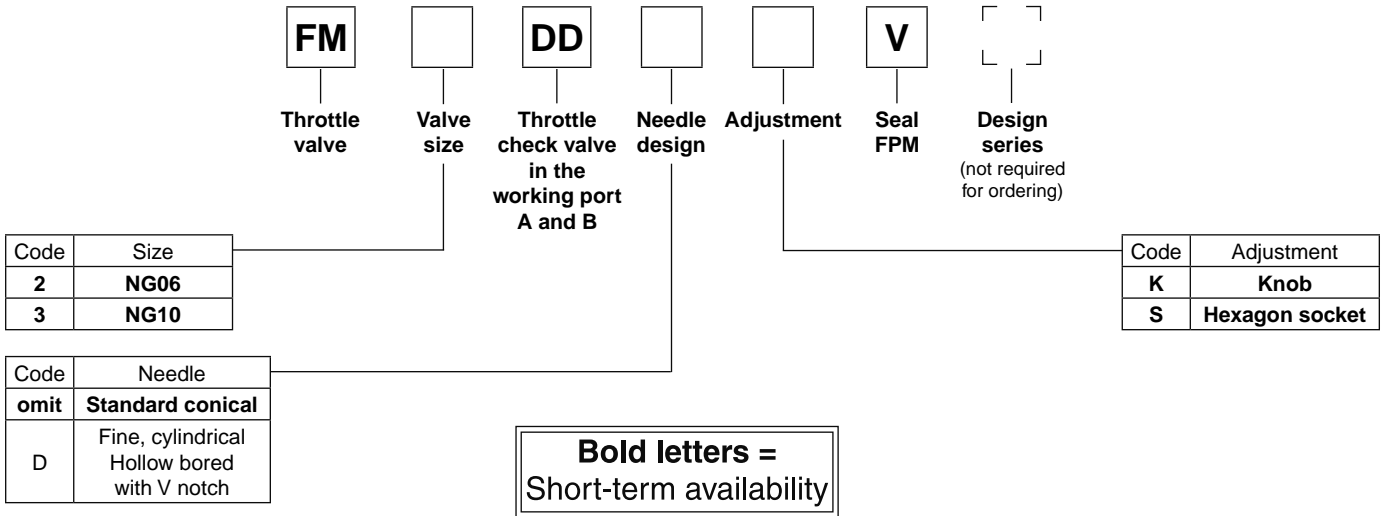 FM DD V
Throttle
valve
Valve
size
Throttle
check valve
in the
working port
A and B
Needle
design
Adjustment
Seal
FPM
Design
series
(not required
for ordering)
Code Size
2 NG06
3 NG10
Code Adjustment
K Knob
S Hexagon socket
Code Needle
omit Standard conical
D Fine, cylindrical
Hollow bored
with V notch
Bold letters =
Short-term availability